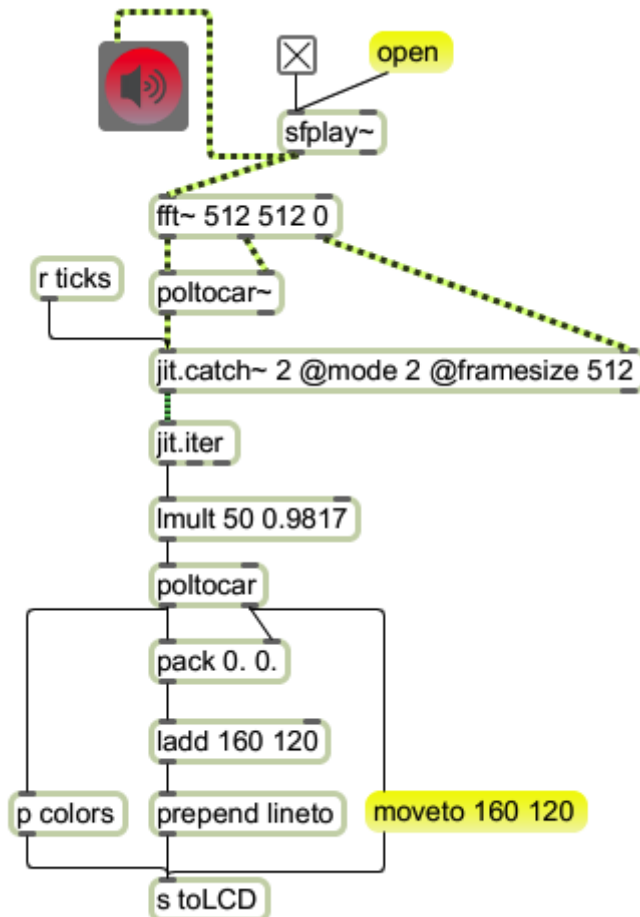 open
sfplay~
fft~ 512 512 0
r ticks
poltocar~
jit.catch~ 2 @mode 2 @framesize 512
jit.iter
lmult 50 0.9817
poltocar
pack 0. 0.
ladd 160 120
p colors
prepend lineto
moveto 160 120
s toLCD